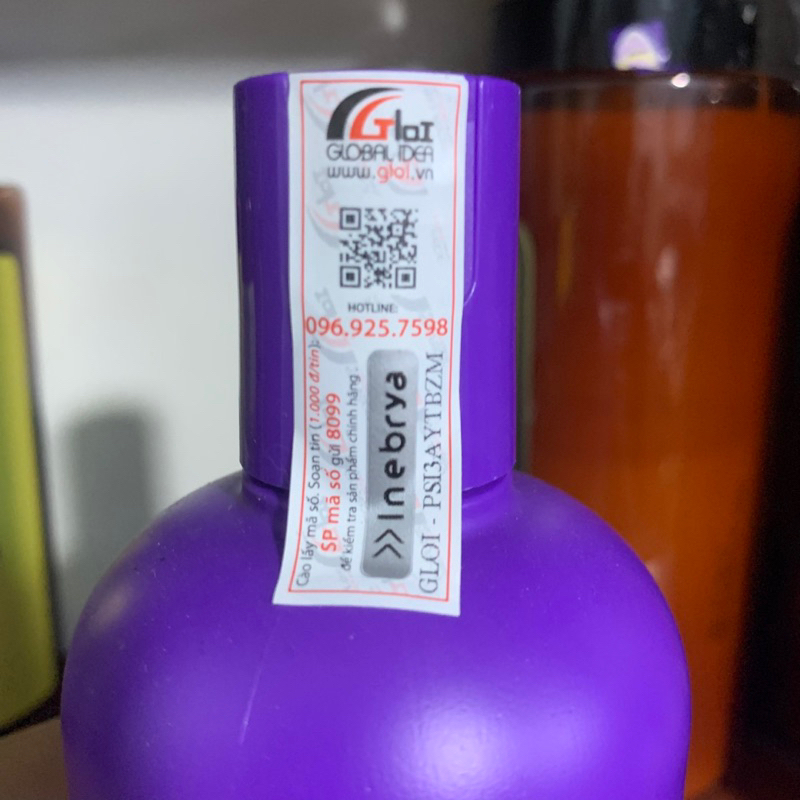 GLOI
GLOBAL IDEA
www.gloi.vn
HOTLINE:
096.925.7598
Cào lấy mã số. Soạn tin (1.000 đ/tin):
SP mã số gửi 8099
để kiểm tra sản phẩm chính hãng.
>>Inebrya
GLOI - PSI3AYTBZM